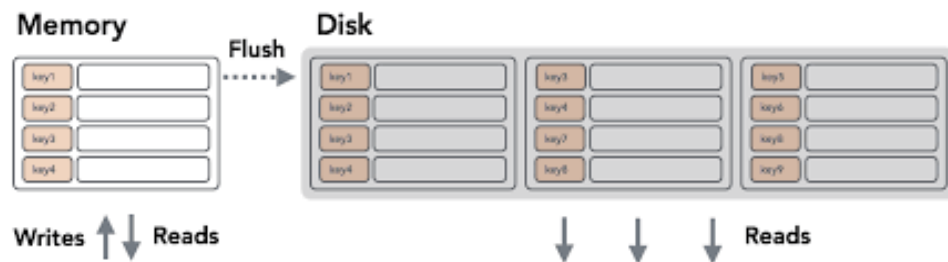 Memory
Flush
Disk
key1
key2
key3
key4
key1
key2
key3
key4
key3
key4
key7
key8
key5
key6
key8
key9
Writes
Reads
Reads